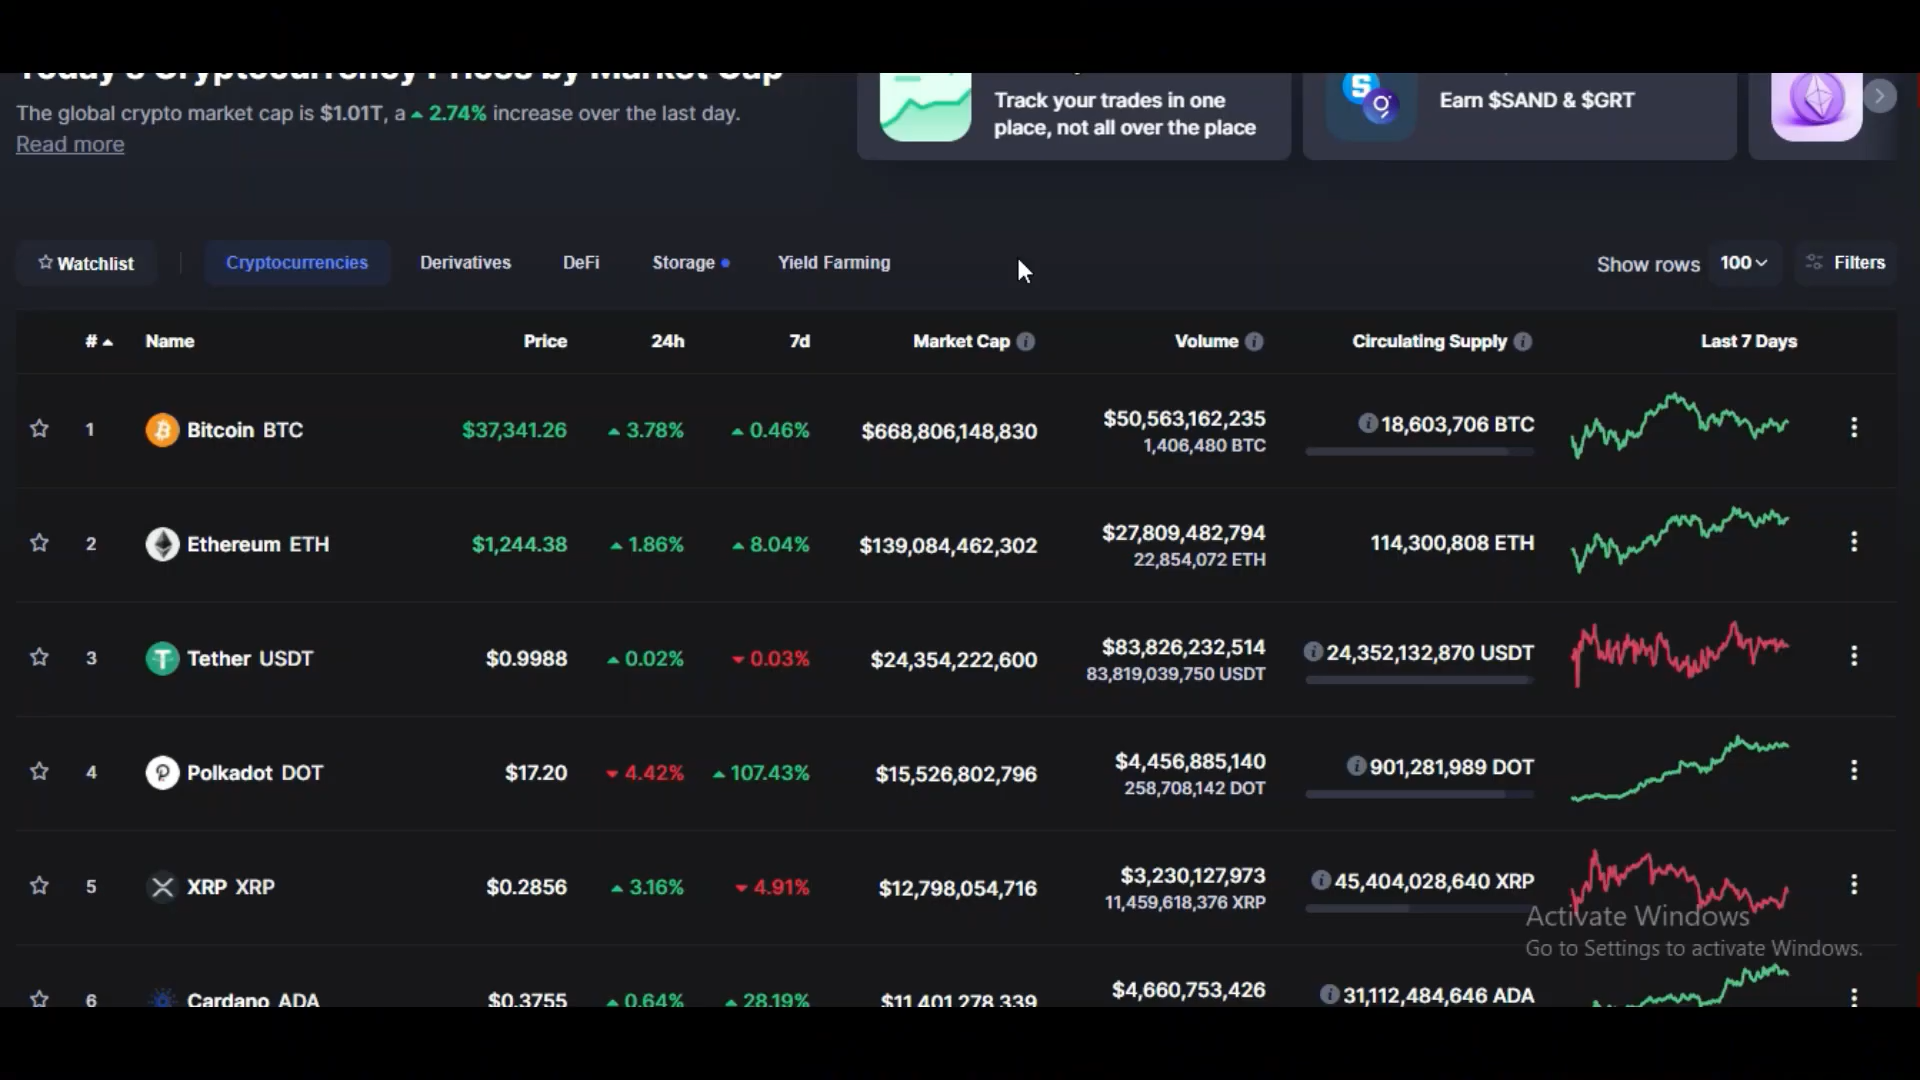 Today's Cryptocurrency Prices by Market Cap
The global crypto market cap is $1.01T, a 2.74% increase over the last day.
Read more
Track your trades in one
place, not all over the place
Earn $SAND & $GRT
Watchlist
Cryptocurrencies
Derivatives
DeFi
Storage
Yield Farming
Show rows 100
Filters
# Name Price 24h 7d Market Cap Volume Circulating Supply Last 7 Days
1 Bitcoin BTC $37,341.26 3.78% 0.46% $668,806,148,830 $50,563,162,235 18,603,706 BTC
1,406,480 BTC
2 Ethereum ETH $1,244.38 1.86% 8.04% $139,084,462,302 $27,809,482,794 114,300,808 ETH
22,854,072 ETH
3 Tether USDT $0.9988 0.02% 0.03% $24,354,222,600 $83,826,232,514 24,352,132,870 USDT
83,819,039,750 USDT
4 Polkadot DOT $17.20 4.42% 107.43% $15,526,802,796 $4,456,885,140 901,281,989 DOT
258,708,142 DOT
5 XRP XRP $0.2856 3.16% 4.91% $12,798,054,716 $3,230,127,973 45,404,028,640 XRP
11,459,618,376 XRP
Activate Windows
Go to Settings to activate Windows.
6 Cardano ADA $0.3755 0.64% 28.19% $11,401,278,339 $4,660,753,426 31,112,484,646 ADA